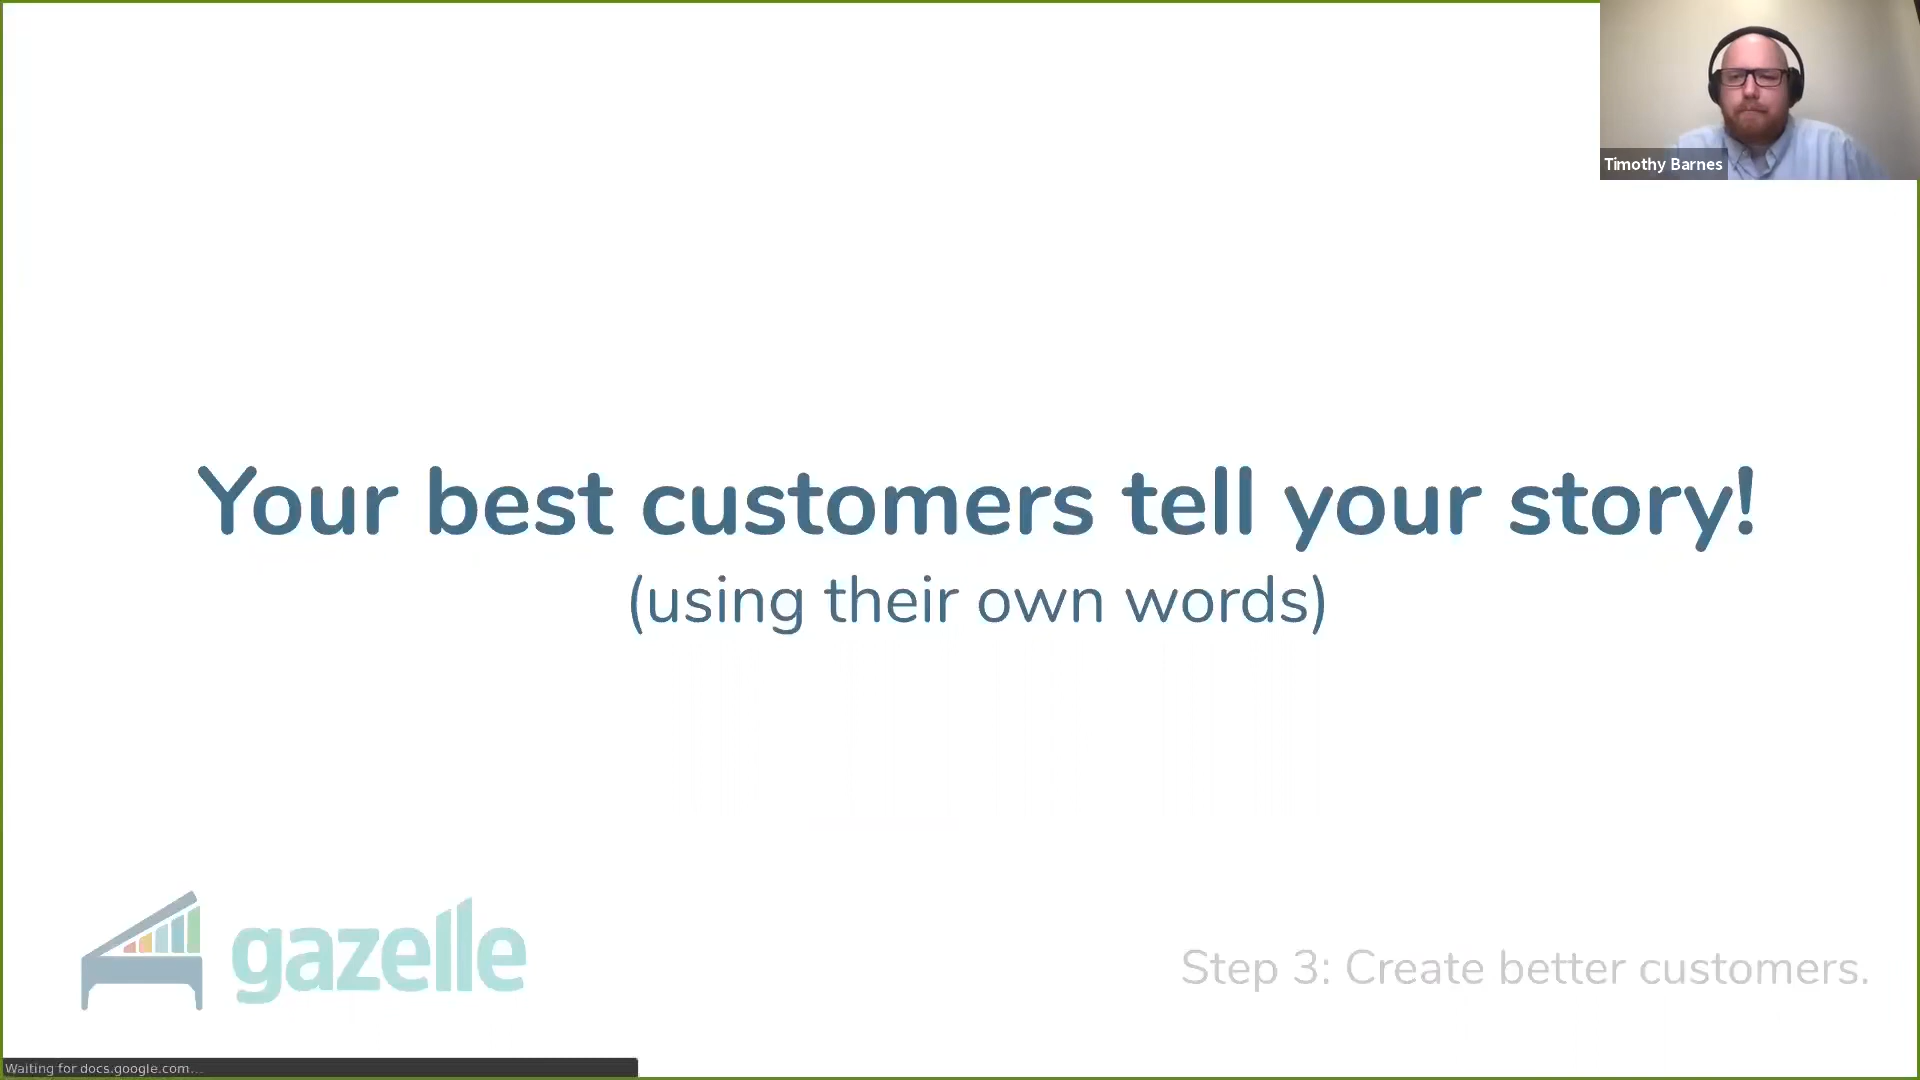 Timothy Barnes
Your best customers tell your story!
(using their own words)
gazelle
Step 3: Create better customers.
Waiting for docs.google.com...